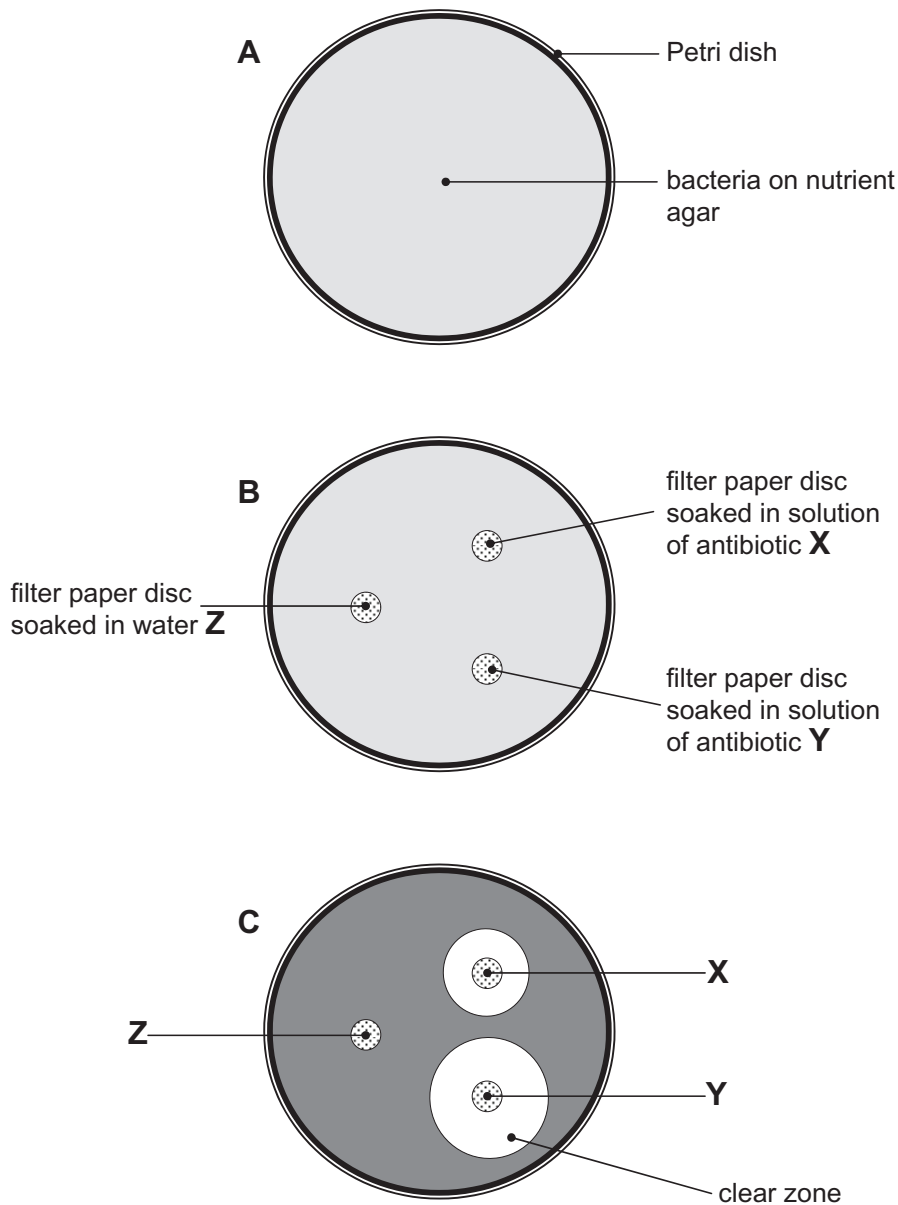 A
Petri dish
bacteria on nutrient
agar
B
filter paper disc
soaked in solution
of antibiotic X
filter paper disc
soaked in water Z
filter paper disc
soaked in solution
of antibiotic Y
C
X
Z
Y
clear zone